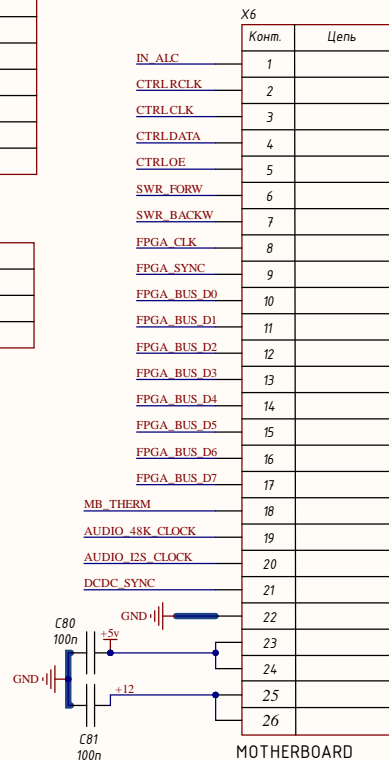 X6
Конт. Цепь
IN_ALC 1
CTRLRCLK 2
CTRLCLK 3
CTRLDATA 4
CTRLOE 5
SWR_FORW 6
SWR_BACKW 7
FPGA_CLK 8
FPGA_SYNC 9
FPGA_BUS_D0 10
FPGA_BUS_D1 11
FPGA_BUS_D2 12
FPGA_BUS_D3 13
FPGA_BUS_D4 14
FPGA_BUS_D5 15
FPGA_BUS_D6 16
FPGA_BUS_D7 17
MB_THERM 18
AUDIO_48K_CLOCK 19
AUDIO_I2S_CLOCK 20
DCDC_SYNC 21
GND 22
C80
100n
+5v 23
24
GND
+12 25
26
C81
100n
MOTHERBOARD